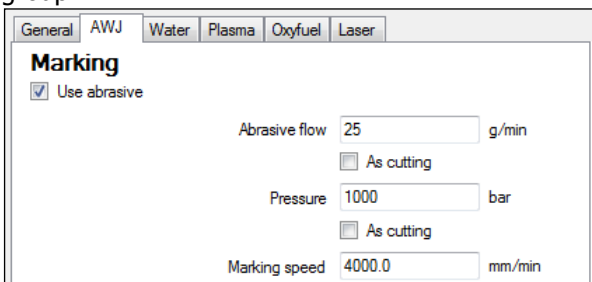 General AWJ Water Plasma Oxyfuel Laser
Marking
Use abrasive
Abrasive flow 25 g/min
As cutting
Pressure 1000 bar
As cutting
Marking speed 4000.0 mm/min